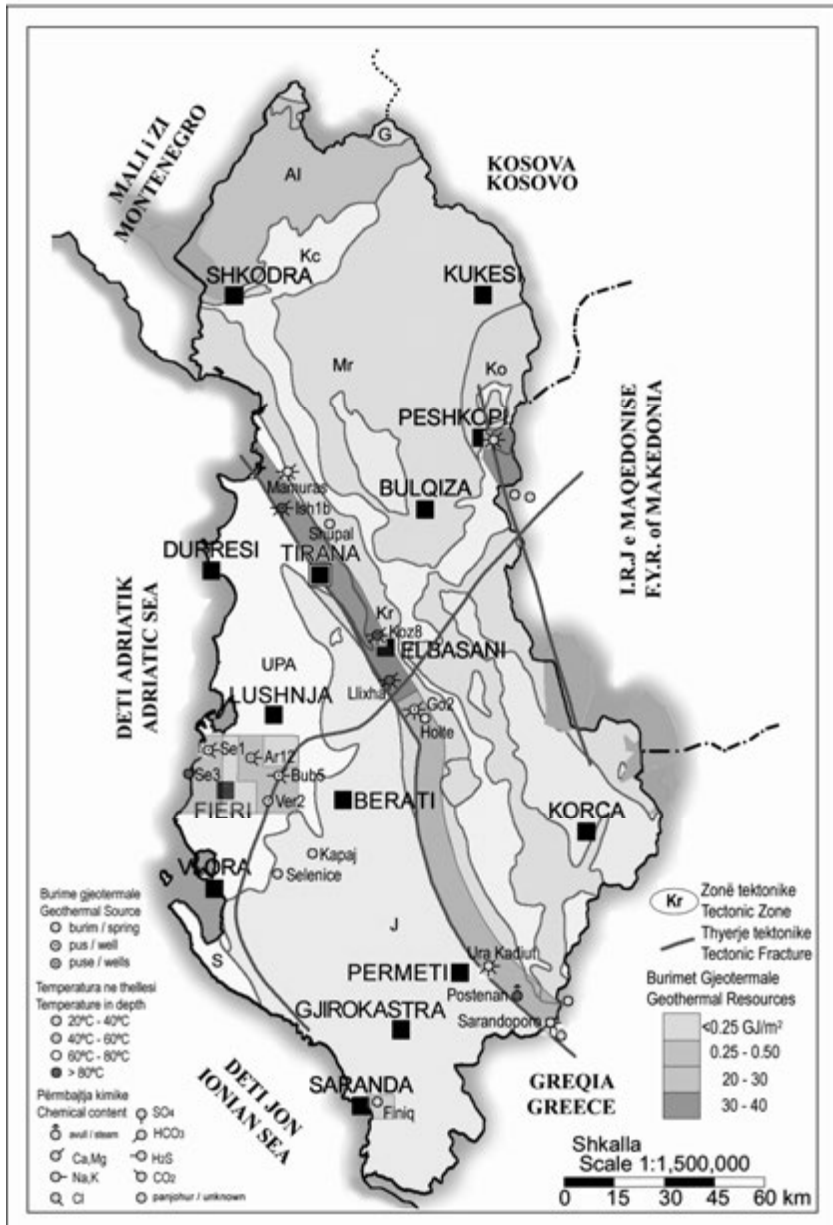 MALI i ZI
MONTENEGRO
G
KOSOVA
KOSOVO
Al
Kc
SHKODRA
KUKESI
Mr
Ko
PESHKOPI
I.R.J e MAQEDONISE
F.Y.R. of MAKEDONIA
Mamuras
Ish1b
BULQIZA
Shupal
DURRESI
TIRANA
DETI ADRIATIK
ADRIATIC SEA
Kr
Koz8
ELBASANI
UPA
Llixha
LUSHNJA
Go2
Holte
Se1
Ar12
Se3
Bub5
FIERI
Ver2
BERATI
KORCA
Kapaj
VLORA
Selenice
J
S
Ura Kadiut
PERMETI
Postenan
GJIROKASTRA
Sarandoporo
DETI JON
IONIAN SEA
GREQIA
GREECE
SARANDA
Finiq
Burime gjeotermale
Geothermal Source
burim / spring
pus / well
puse / wells
Temperatura ne thellesi
Temperature in depth
20ºC - 40ºC
40ºC - 60ºC
60ºC - 80ºC
> 80ºC
Përmbajtja kimike
Chemical content
avull / steam
Ca,Mg
Na,K
Cl
SO4
HCO3
H2S
CO2
panjohur / unknown
Kr
Zonë tektonike
Tectonic Zone
Thyerje tektonike
Tectonic Fracture
Burimet Gjeotermale
Geothermal Resources
<0.25 GJ/m²
0.25 - 0.50
20 - 30
30 - 40
Shkalla
Scale 1:1,500,000
0 15 30 45 60 km